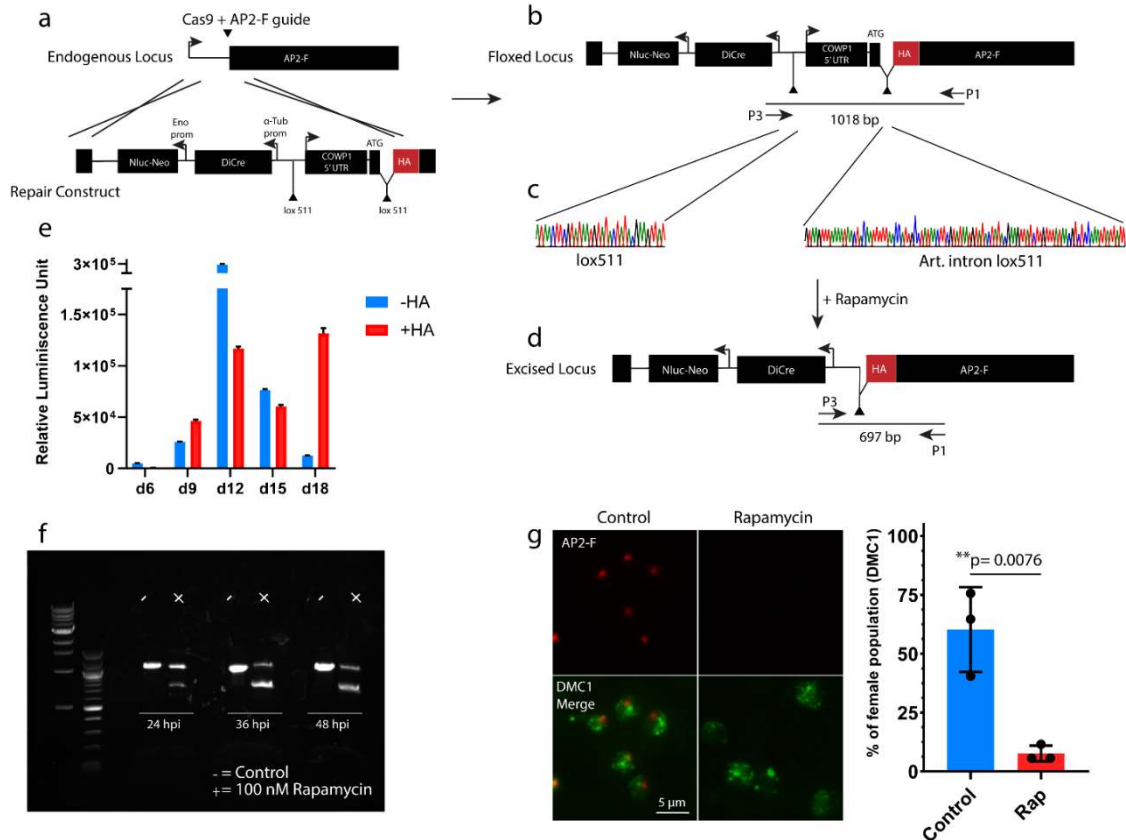 a
Cas9 + AP2-F guide
Endogenous Locus
AP2-F
Eno
prom
α-Tub
prom
ATG
Nluc-Neo
DiCre
COWP1
5' UTR
HA
Repair Construct
lox 511
lox 511
b
ATG
Floxed Locus
Nluc-Neo
DiCre
COWP1
5' UTR
HA
AP2-F
P3
P1
1018 bp
c
lox511
Art. intron lox511
+ Rapamycin
d
Excised Locus
Nluc-Neo
DiCre
HA
AP2-F
P3
697 bp
P1
e
Relative Luminiscence Unit
3×10⁵
1.5×10⁵
1×10⁵
5×10⁴
0
d6
d9
d12
d15
d18
-HA
+HA
f
- + - + - +
24 hpi
36 hpi
48 hpi
- = Control
+= 100 nM Rapamycin
g
Control
Rapamycin
AP2-F
DMC1
Merge
5 µm
% of female population (DMC1)
100
75
50
25
0
**p= 0.0076
Control
Rap